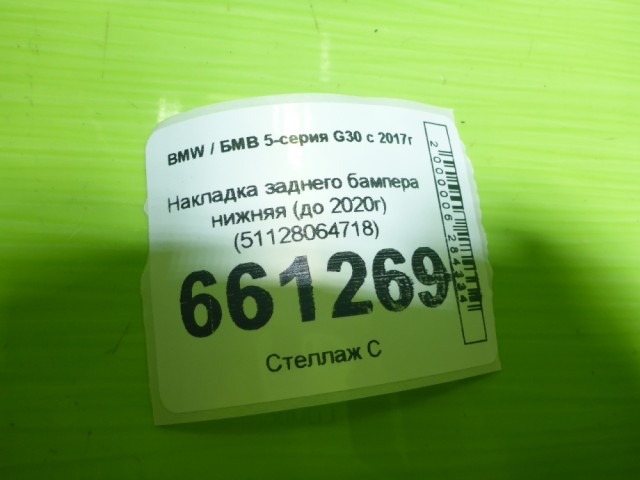 BMW / БМВ 5-серия G30 с 2017г
Накладка заднего бампера
нижняя (до 2020г)
(51128064718)
661269
Стеллаж С
2000006284334